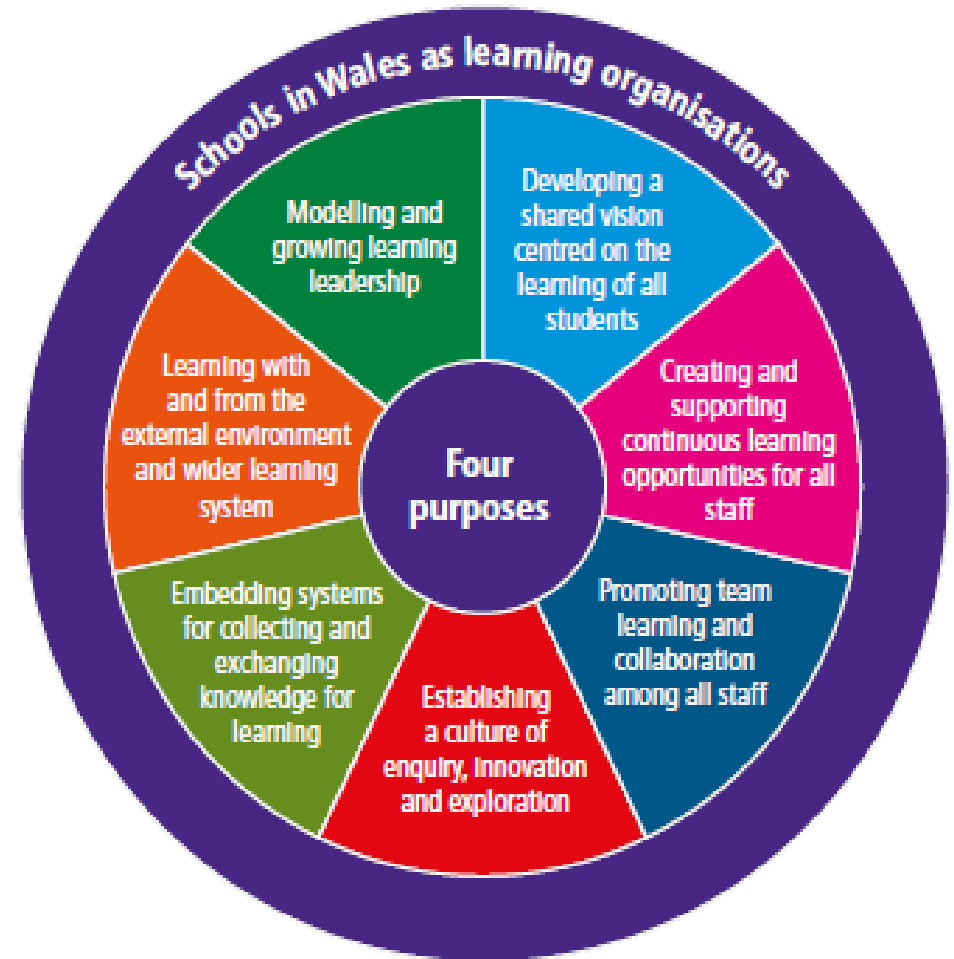 Schools in Wales as learning organisations
Developing a
shared vision
centred on the
learning of all
students
Creating and
supporting
continuous learning
opportunities for all
staff
Promoting team
learning and
collaboration
among all staff
Establishing
a culture of
enquiry, innovation
and exploration
Embedding systems
for collecting and
exchanging
knowledge for
learning
Learning with
and from the
external environment
and wider learning
system
Modelling and
growing learning
leadership
Four
purposes